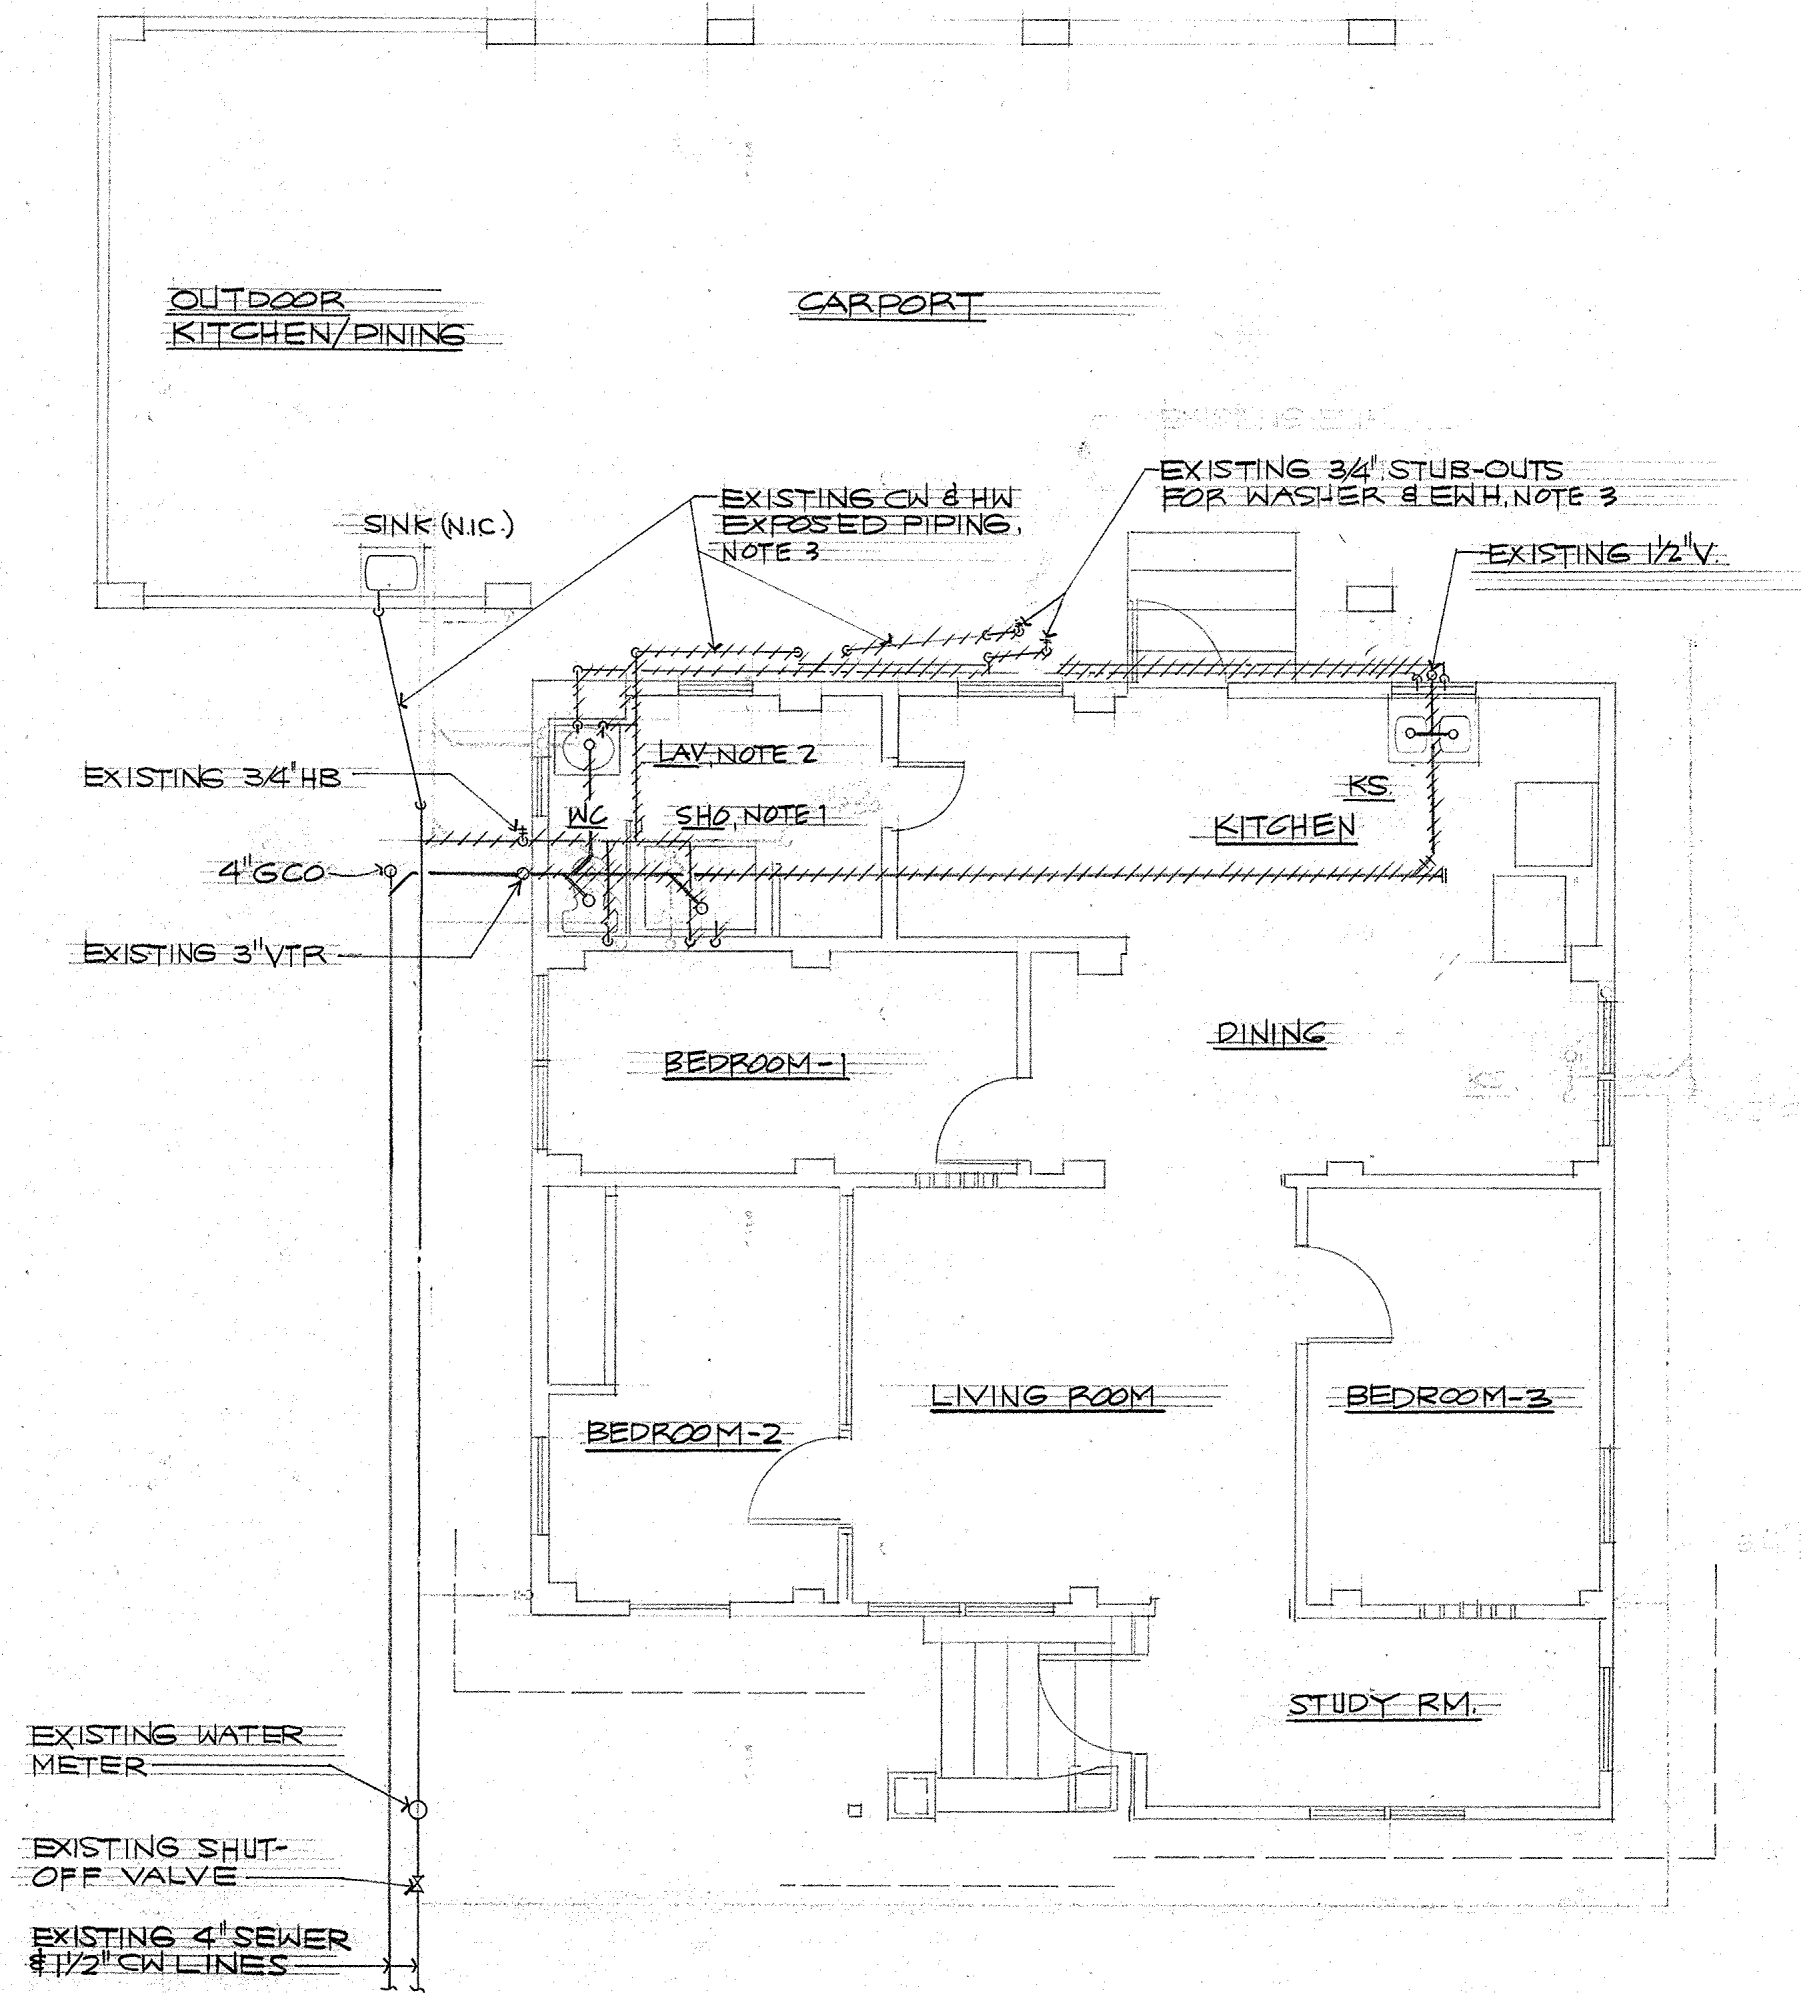 OUTDOOR
KITCHEN/DINING
CARPORT
EXISTING 3/4" STUB-OUTS
FOR WASHER & EWH, NOTE 3
EXISTING CW & HW
EXPOSED PIPING,
NOTE 3
SINK (N.I.C.)
EXISTING 1 1/2" V.
LAV, NOTE 2
EXISTING 3/4" HB
KS.
WC
SHO, NOTE 1
KITCHEN
4" GCO
EXISTING 3" VTR
DINING
BEDROOM-1
LIVING ROOM
BEDROOM-3
BEDROOM-2
STUDY RM.
EXISTING WATER
METER
EXISTING SHUT-
OFF VALVE
EXISTING 4" SEWER
& 1 1/2" CW LINES